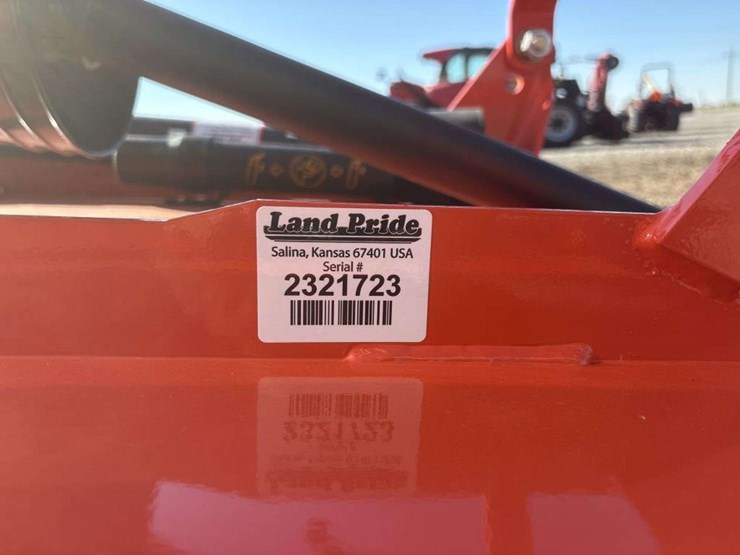 Land Pride
Salina, Kansas 67401 USA
Serial #
2321723